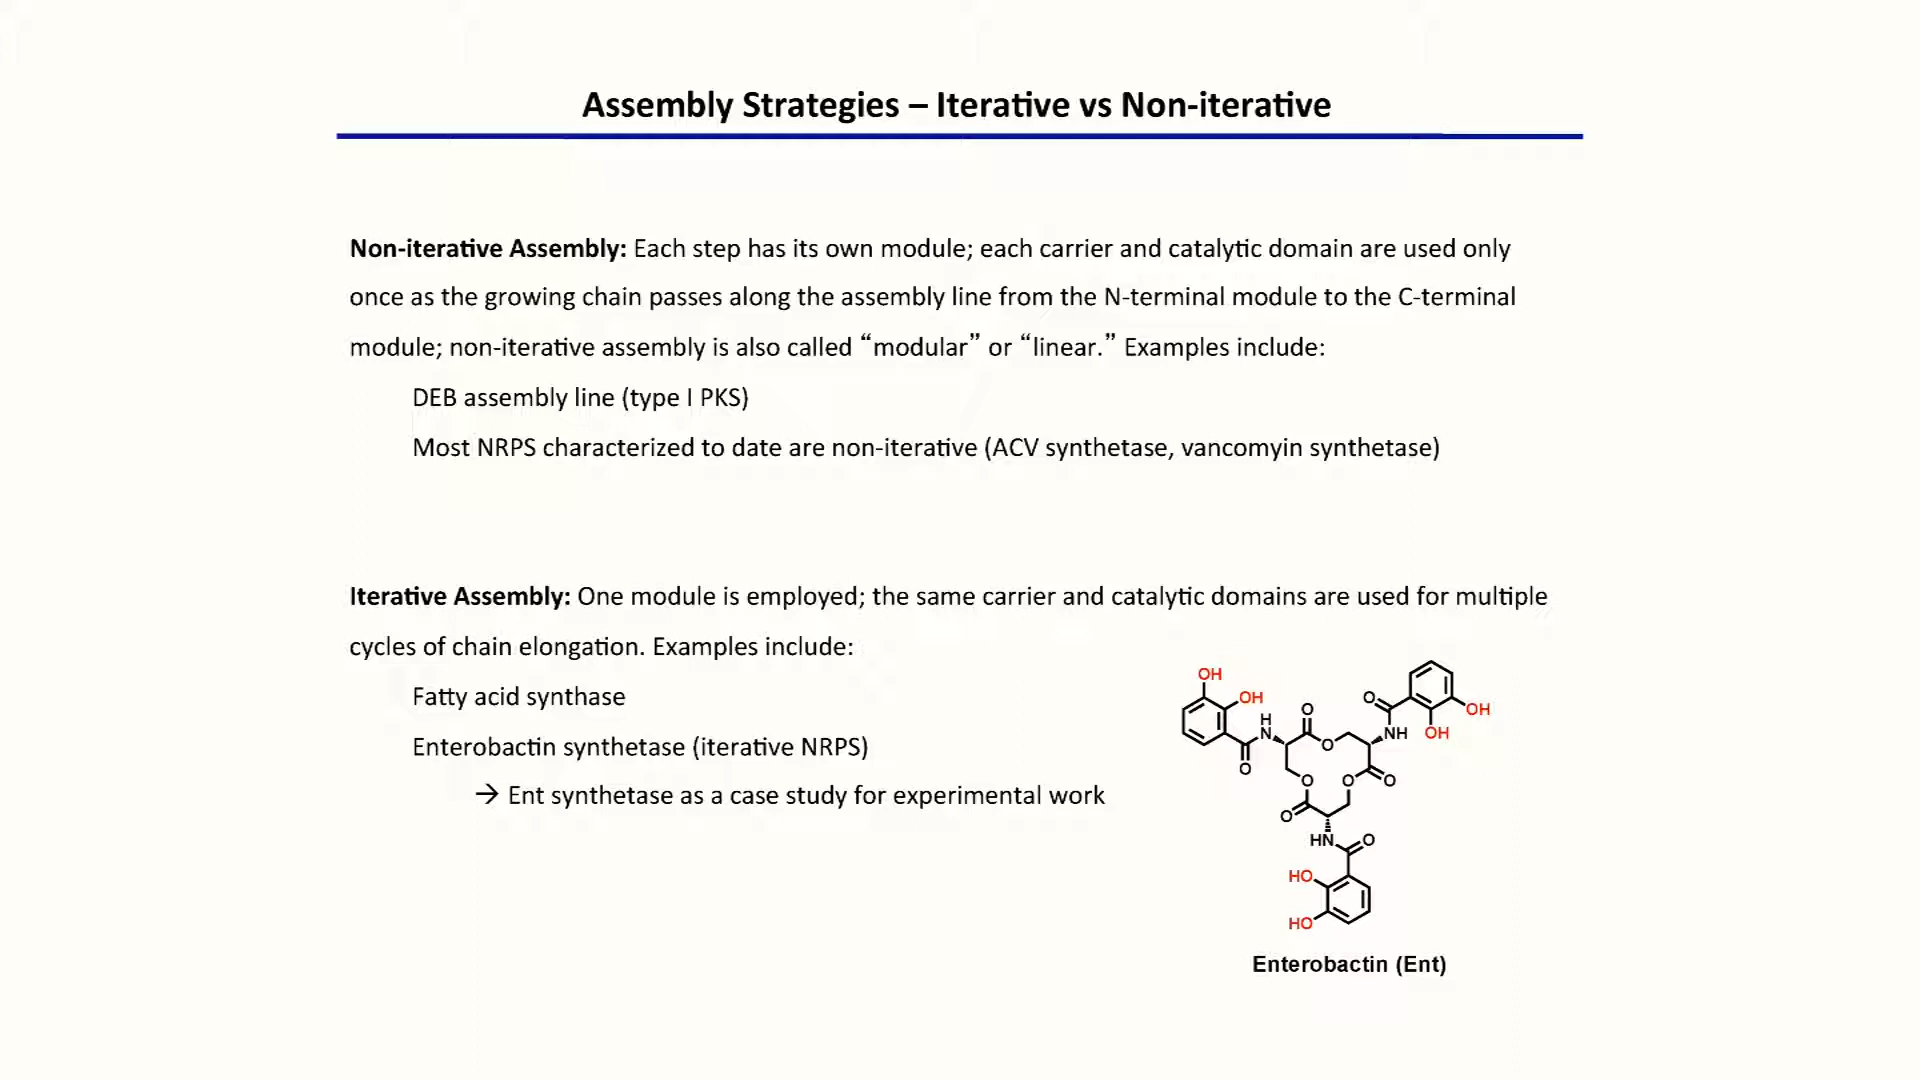 Assembly Strategies – Iterative vs Non-iterative
Non-iterative Assembly: Each step has its own module; each carrier and catalytic domain are used only
once as the growing chain passes along the assembly line from the N-terminal module to the C-terminal
module; non-iterative assembly is also called “modular” or “linear.” Examples include:
DEB assembly line (type I PKS)
Most NRPS characterized to date are non-iterative (ACV synthetase, vancomyin synthetase)
Iterative Assembly: One module is employed; the same carrier and catalytic domains are used for multiple
cycles of chain elongation. Examples include:
Fatty acid synthase
Enterobactin synthetase (iterative NRPS)
→ Ent synthetase as a case study for experimental work
OH
OH
H
N
O
O
O
O
NH
OH
OH
O
O
O
O
O
HN
O
HO
HO
Enterobactin (Ent)